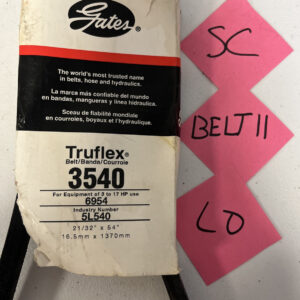 Gates®
The world's most trusted name
in belts, hose and hydraulics.
La marca más confiable del mundo
en bandas, mangueras y línea hidráulica.
Sceau de fiabilité mondiale
en courroies, boyaux et l'hydraulique.
Truflex®
Belt/Banda/Courroie
3540
For Equipment of 3 to 17 HP use
6954
Industry Number
5L540
21/32" x 54"
16.5mm x 1370mm
SC
BELT 11
LO